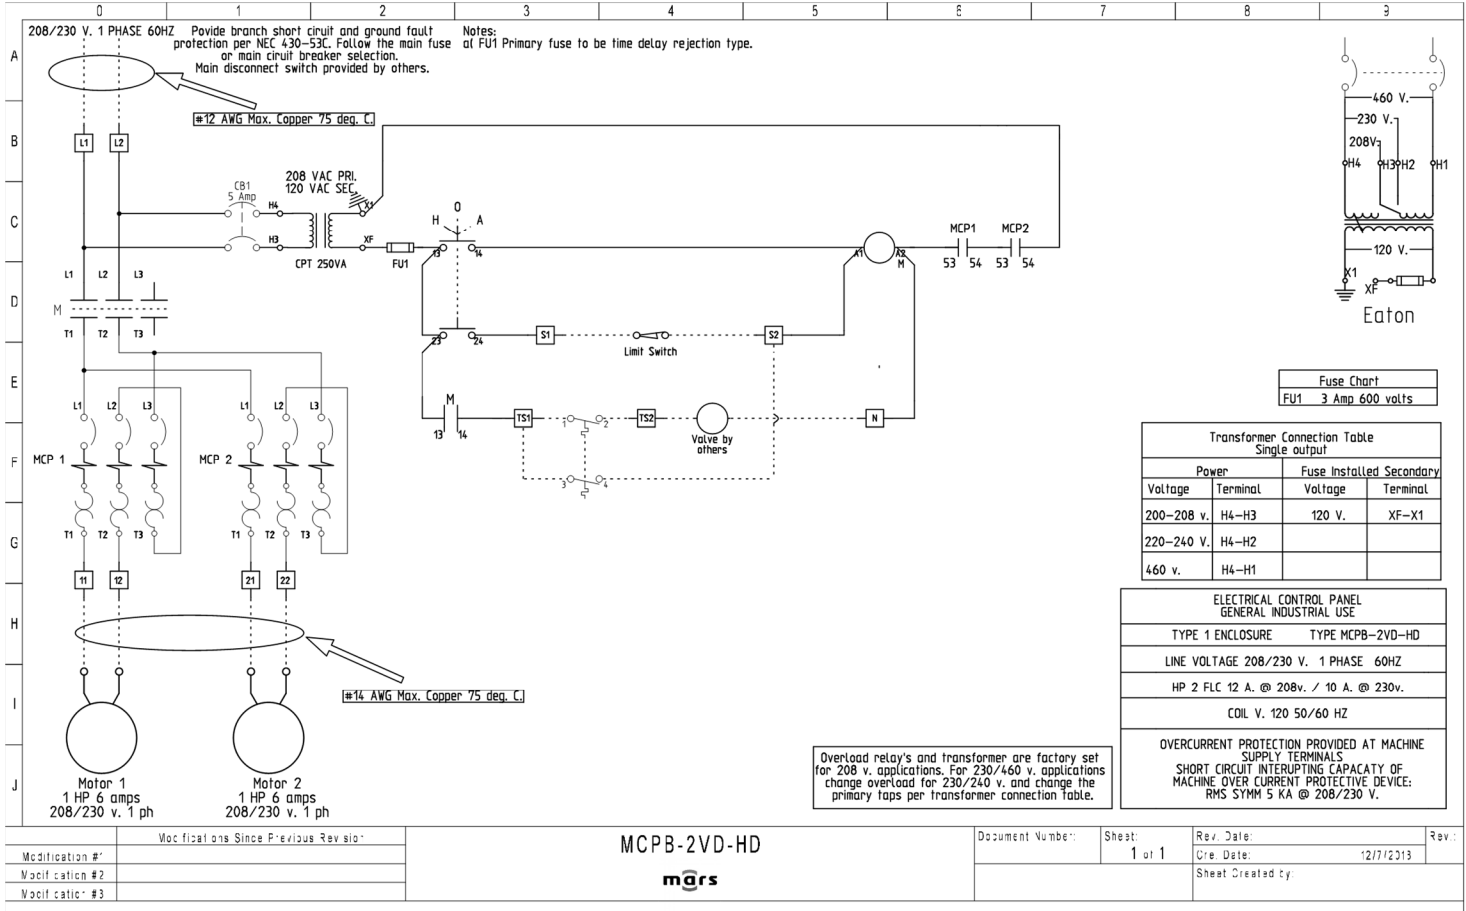 0 1 2 3 4 5 6 7 8 9
A
B
C
D
E
F
G
H
I
J
208/230 V. 1 PHASE 60HZ
Povide branch short ciruit and ground fault
protection per NEC 430-53C. Follow the main fuse
or main ciruit breaker selection.
Main disconnect switch provided by others.
Notes:
a( FU1 Primary fuse to be time delay rejection type.
#12 AWG Max. Copper 75 deg. C.
L1 L2
CB1
5 Amp
208 VAC PRI.
120 VAC SEC.
H4 X1
H3 XF
CPT 250VA
FU1
O
H A
13 14
A1 A2
M
MCP1 MCP2
53 54 53 54
L1 L2 L3
M
T1 T2 T3
23 24
S1
Limit Switch
S2
M
13 14
TS1
1 2
TS2
Valve by
others
N
3 4
L1 L2 L3
L1 L2 L3
MCP 1
MCP 2
T1 T2 T3
T1 T2 T3
11 12 21 22
#14 AWG Max. Copper 75 deg. C.
Motor 1
1 HP 6 amps
208/230 v. 1 ph
Motor 2
1 HP 6 amps
208/230 v. 1 ph
460 V.
230 V.
208V
H4 H3 H2 H1
120 V.
X1
XF
Eaton
Fuse Chart
FU1 3 Amp 600 volts
Transformer Connection Table
Single output
Power Fuse Installed Secondary
Voltage Terminal Voltage Terminal
200-208 v. H4-H3 120 V. XF-X1
220-240 V. H4-H2
460 v. H4-H1
ELECTRICAL CONTROL PANEL
GENERAL INDUSTRIAL USE
TYPE 1 ENCLOSURE TYPE MCPB-2VD-HD
LINE VOLTAGE 208/230 V. 1 PHASE 60HZ
HP 2 FLC 12 A. @ 208v. / 10 A. @ 230v.
COIL V. 120 50/60 HZ
OVERCURRENT PROTECTION PROVIDED AT MACHINE
SUPPLY TERMINALS
SHORT CIRCUIT INTERUPTING CAPACATY OF
MACHINE OVER CURRENT PROTECTIVE DEVICE:
RMS SYMM 5 KA @ 208/230 V.
Overload relay's and transformer are factory set
for 208 v. applications. For 230/460 v. applications
change overload for 230/240 v. and change the
primary taps per transformer connection table.
Modifications Since Previous Revision
Modification #1
Modification #2
Modification #3
MCPB-2VD-HD
mars
Document Number:
Sheet:
1 of 1
Rev. Date:
Cre. Date: 12/7/2013
Sheet Created by:
Rev.: